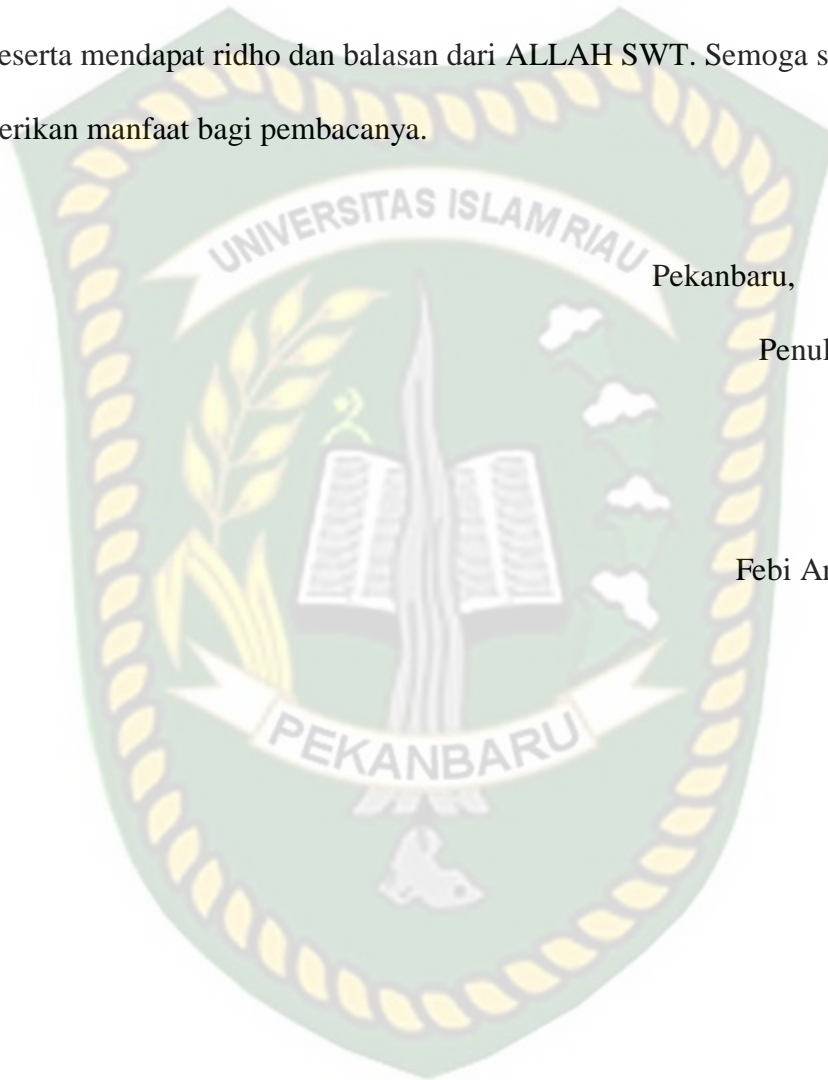 eserta mendapat ridho dan balasan dari ALLAH SWT. Semoga s
erikan manfaat bagi pembacanya.
UNIVERSITAS ISLAM RIAU
Pekanbaru,
Penul
Febi Ar
PEKANBARU